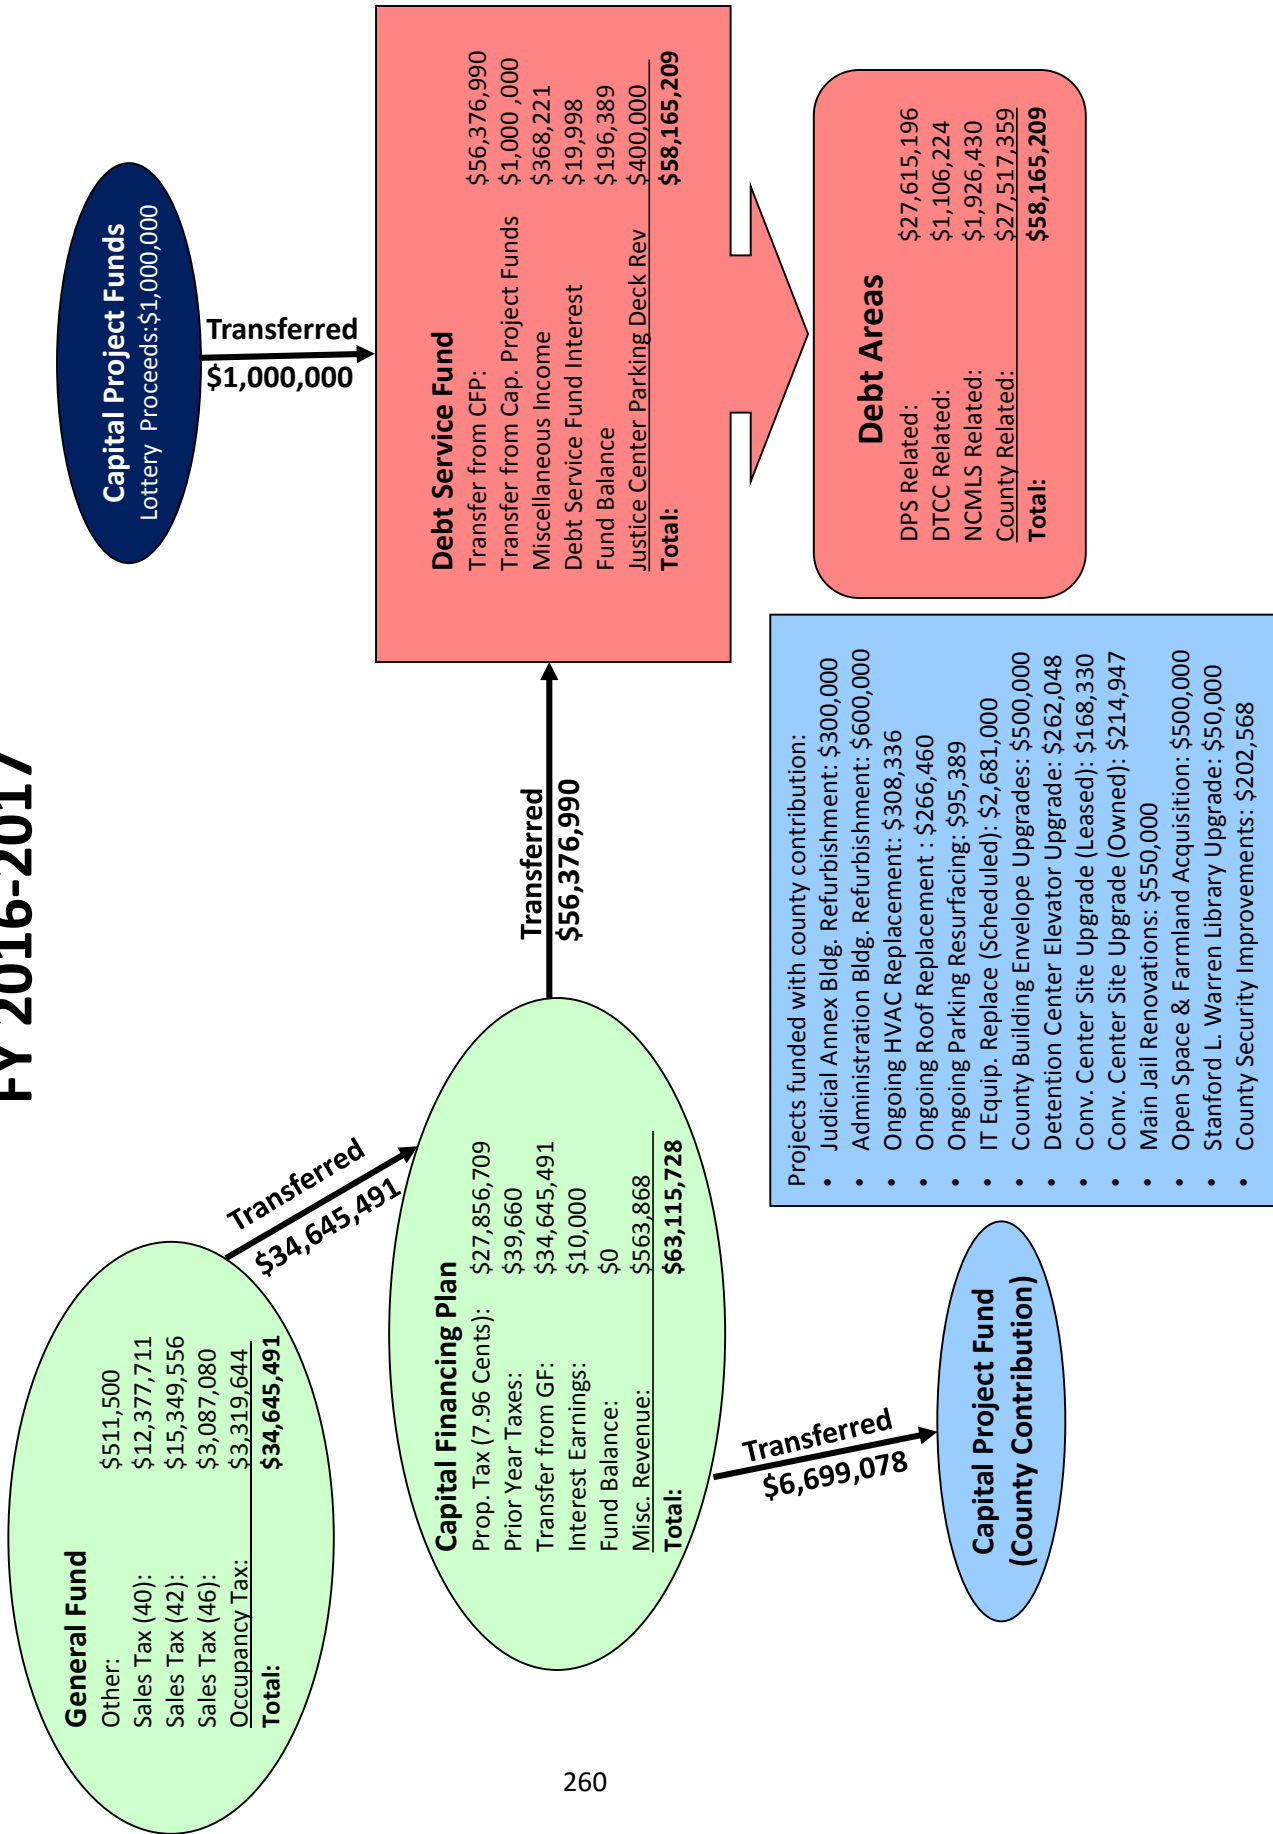 FY 2016-2017
General Fund
Other: $511,500
Sales Tax (40): $12,377,711
Sales Tax (42): $15,349,556
Sales Tax (46): $3,087,080
Occupancy Tax: $3,319,644
Total: $34,645,491
Transferred
$34,645,491
Capital Financing Plan
Prop. Tax (7.96 Cents): $27,856,709
Prior Year Taxes: $39,660
Transfer from GF: $34,645,491
Interest Earnings: $10,000
Fund Balance: $0
Misc. Revenue: $563,868
Total: $63,115,728
Transferred
$56,376,990
Capital Project Funds
Lottery Proceeds:$1,000,000
Transferred
$1,000,000
Debt Service Fund
Transfer from CFP: $56,376,990
Transfer from Cap. Project Funds $1,000 ,000
Miscellaneous Income $368,221
Debt Service Fund Interest $19,998
Fund Balance $196,389
Justice Center Parking Deck Rev $400,000
Total: $58,165,209
Debt Areas
DPS Related: $27,615,196
DTCC Related: $1,106,224
NCMLS Related: $1,926,430
County Related: $27,517,359
Total: $58,165,209
Transferred
$6,699,078
Capital Project Fund
(County Contribution)
Projects funded with county contribution:
• Judicial Annex Bldg. Refurbishment: $300,000
• Administration Bldg. Refurbishment: $600,000
• Ongoing HVAC Replacement: $308,336
• Ongoing Roof Replacement : $266,460
• Ongoing Parking Resurfacing: $95,389
• IT Equip. Replace (Scheduled): $2,681,000
• County Building Envelope Upgrades: $500,000
• Detention Center Elevator Upgrade: $262,048
• Conv. Center Site Upgrade (Leased): $168,330
• Conv. Center Site Upgrade (Owned): $214,947
• Main Jail Renovations: $550,000
• Open Space & Farmland Acquisition: $500,000
• Stanford L. Warren Library Upgrade: $50,000
• County Security Improvements: $202,568
260